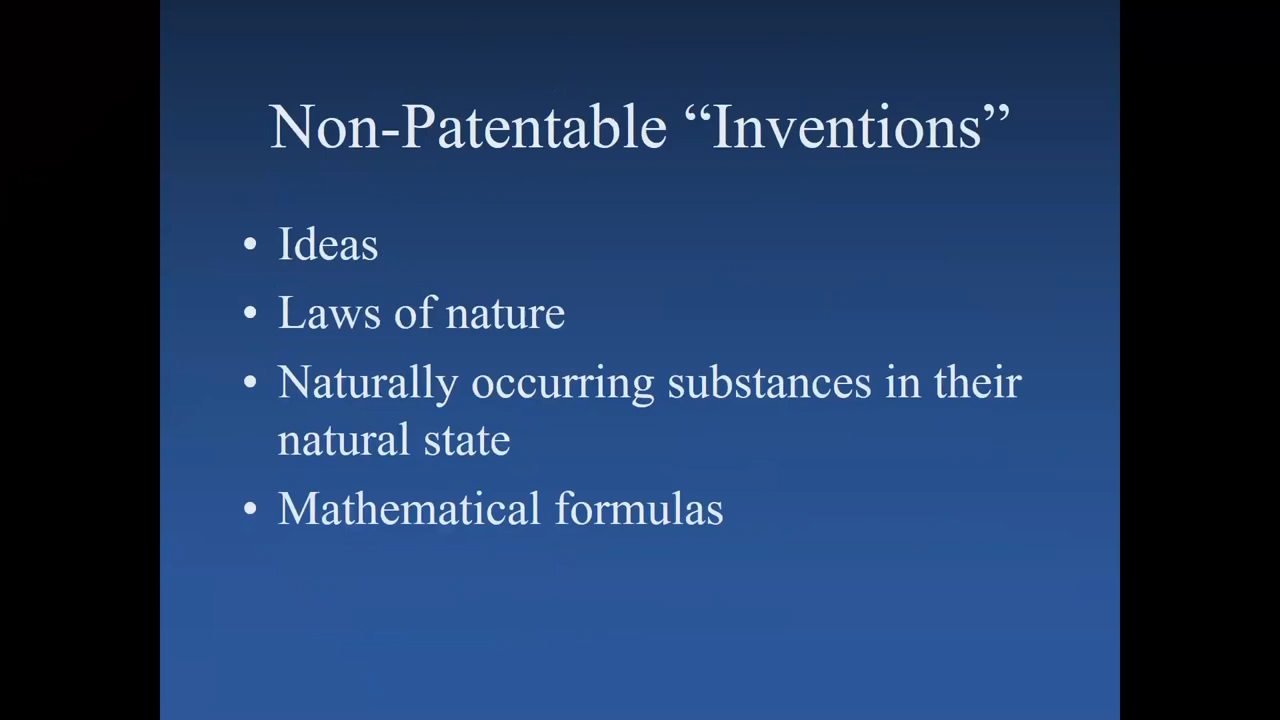 Non-Patentable “Inventions”
• Ideas
• Laws of nature
• Naturally occurring substances in their
natural state
• Mathematical formulas